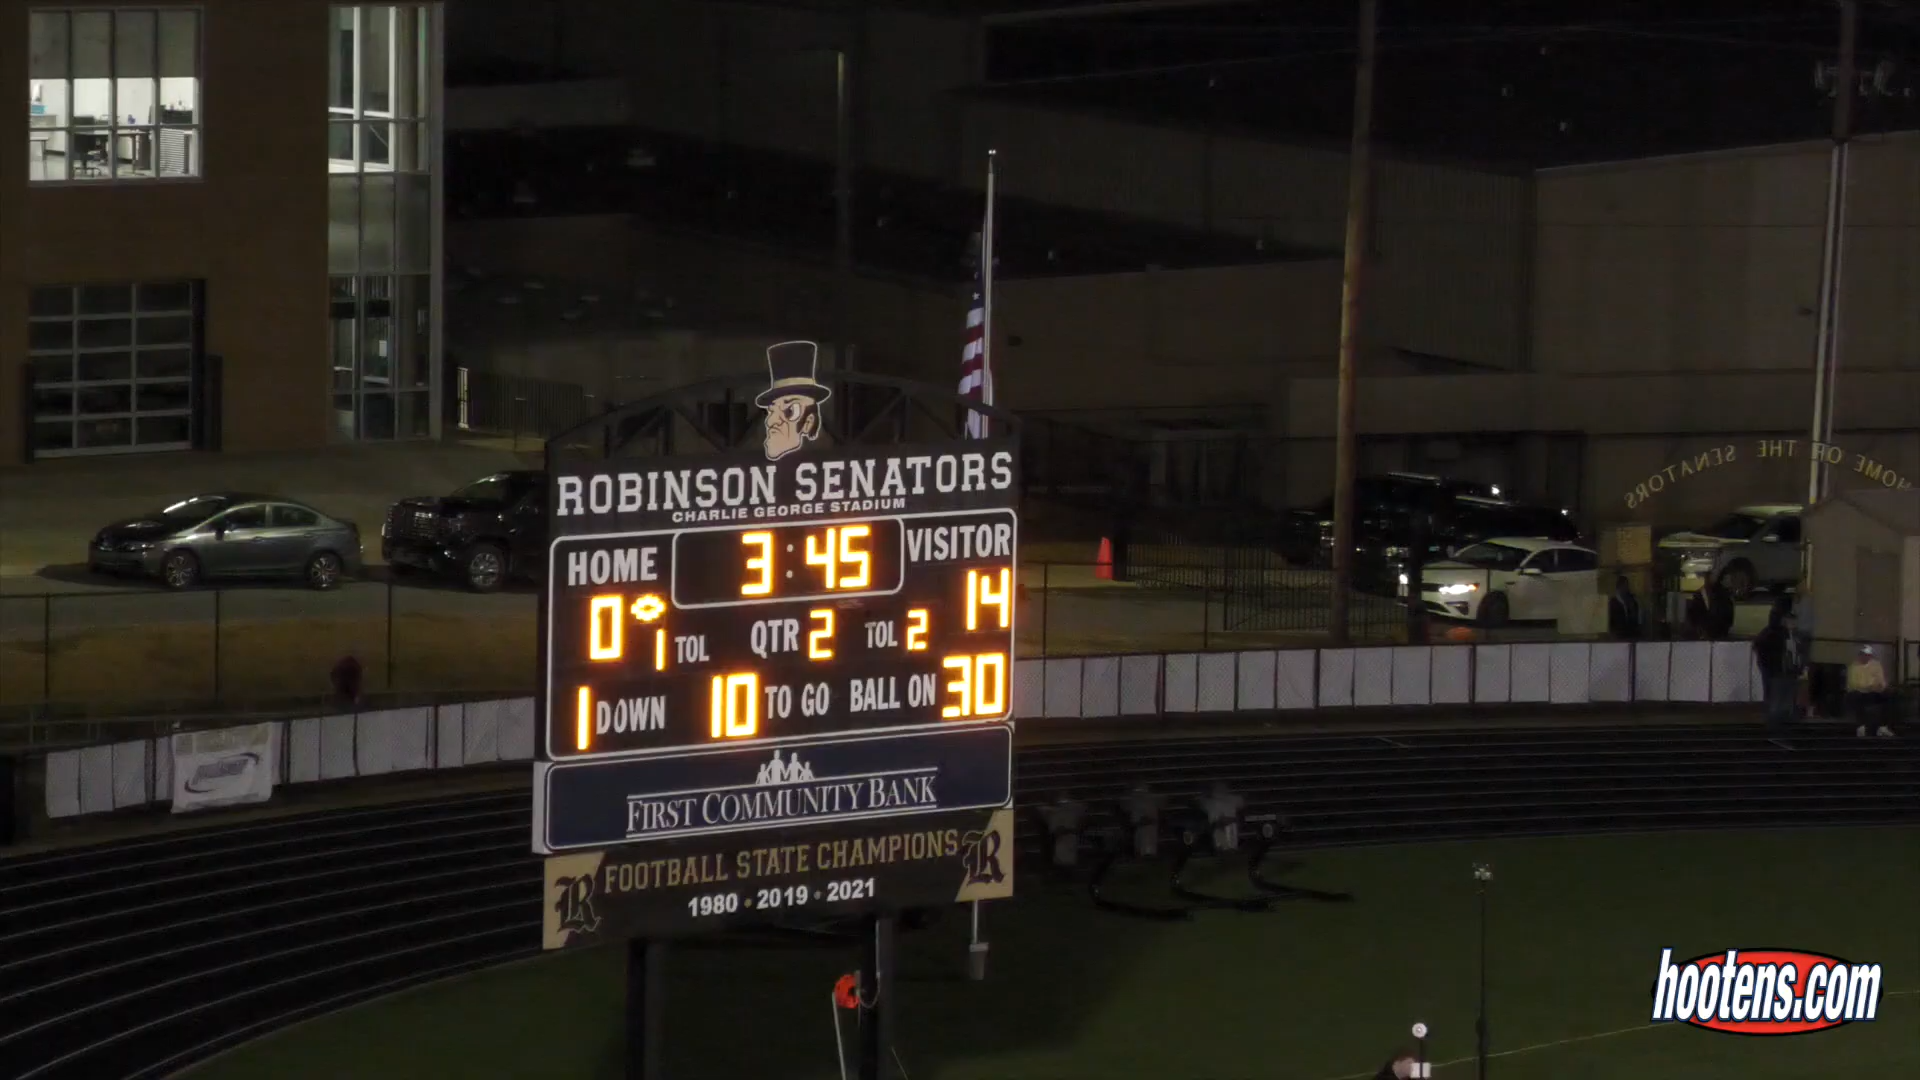 ROBINSON SENATORS
CHARLIE GEORGE STADIUM
HOME 3:45 VISITOR
0 14
1 TOL QTR 2 TOL 2
1 DOWN 10 TO GO BALL ON 30
FIRST COMMUNITY BANK
R FOOTBALL STATE CHAMPIONS R
1980 • 2019 • 2021
HOME OF THE SENATORS
hootens.com